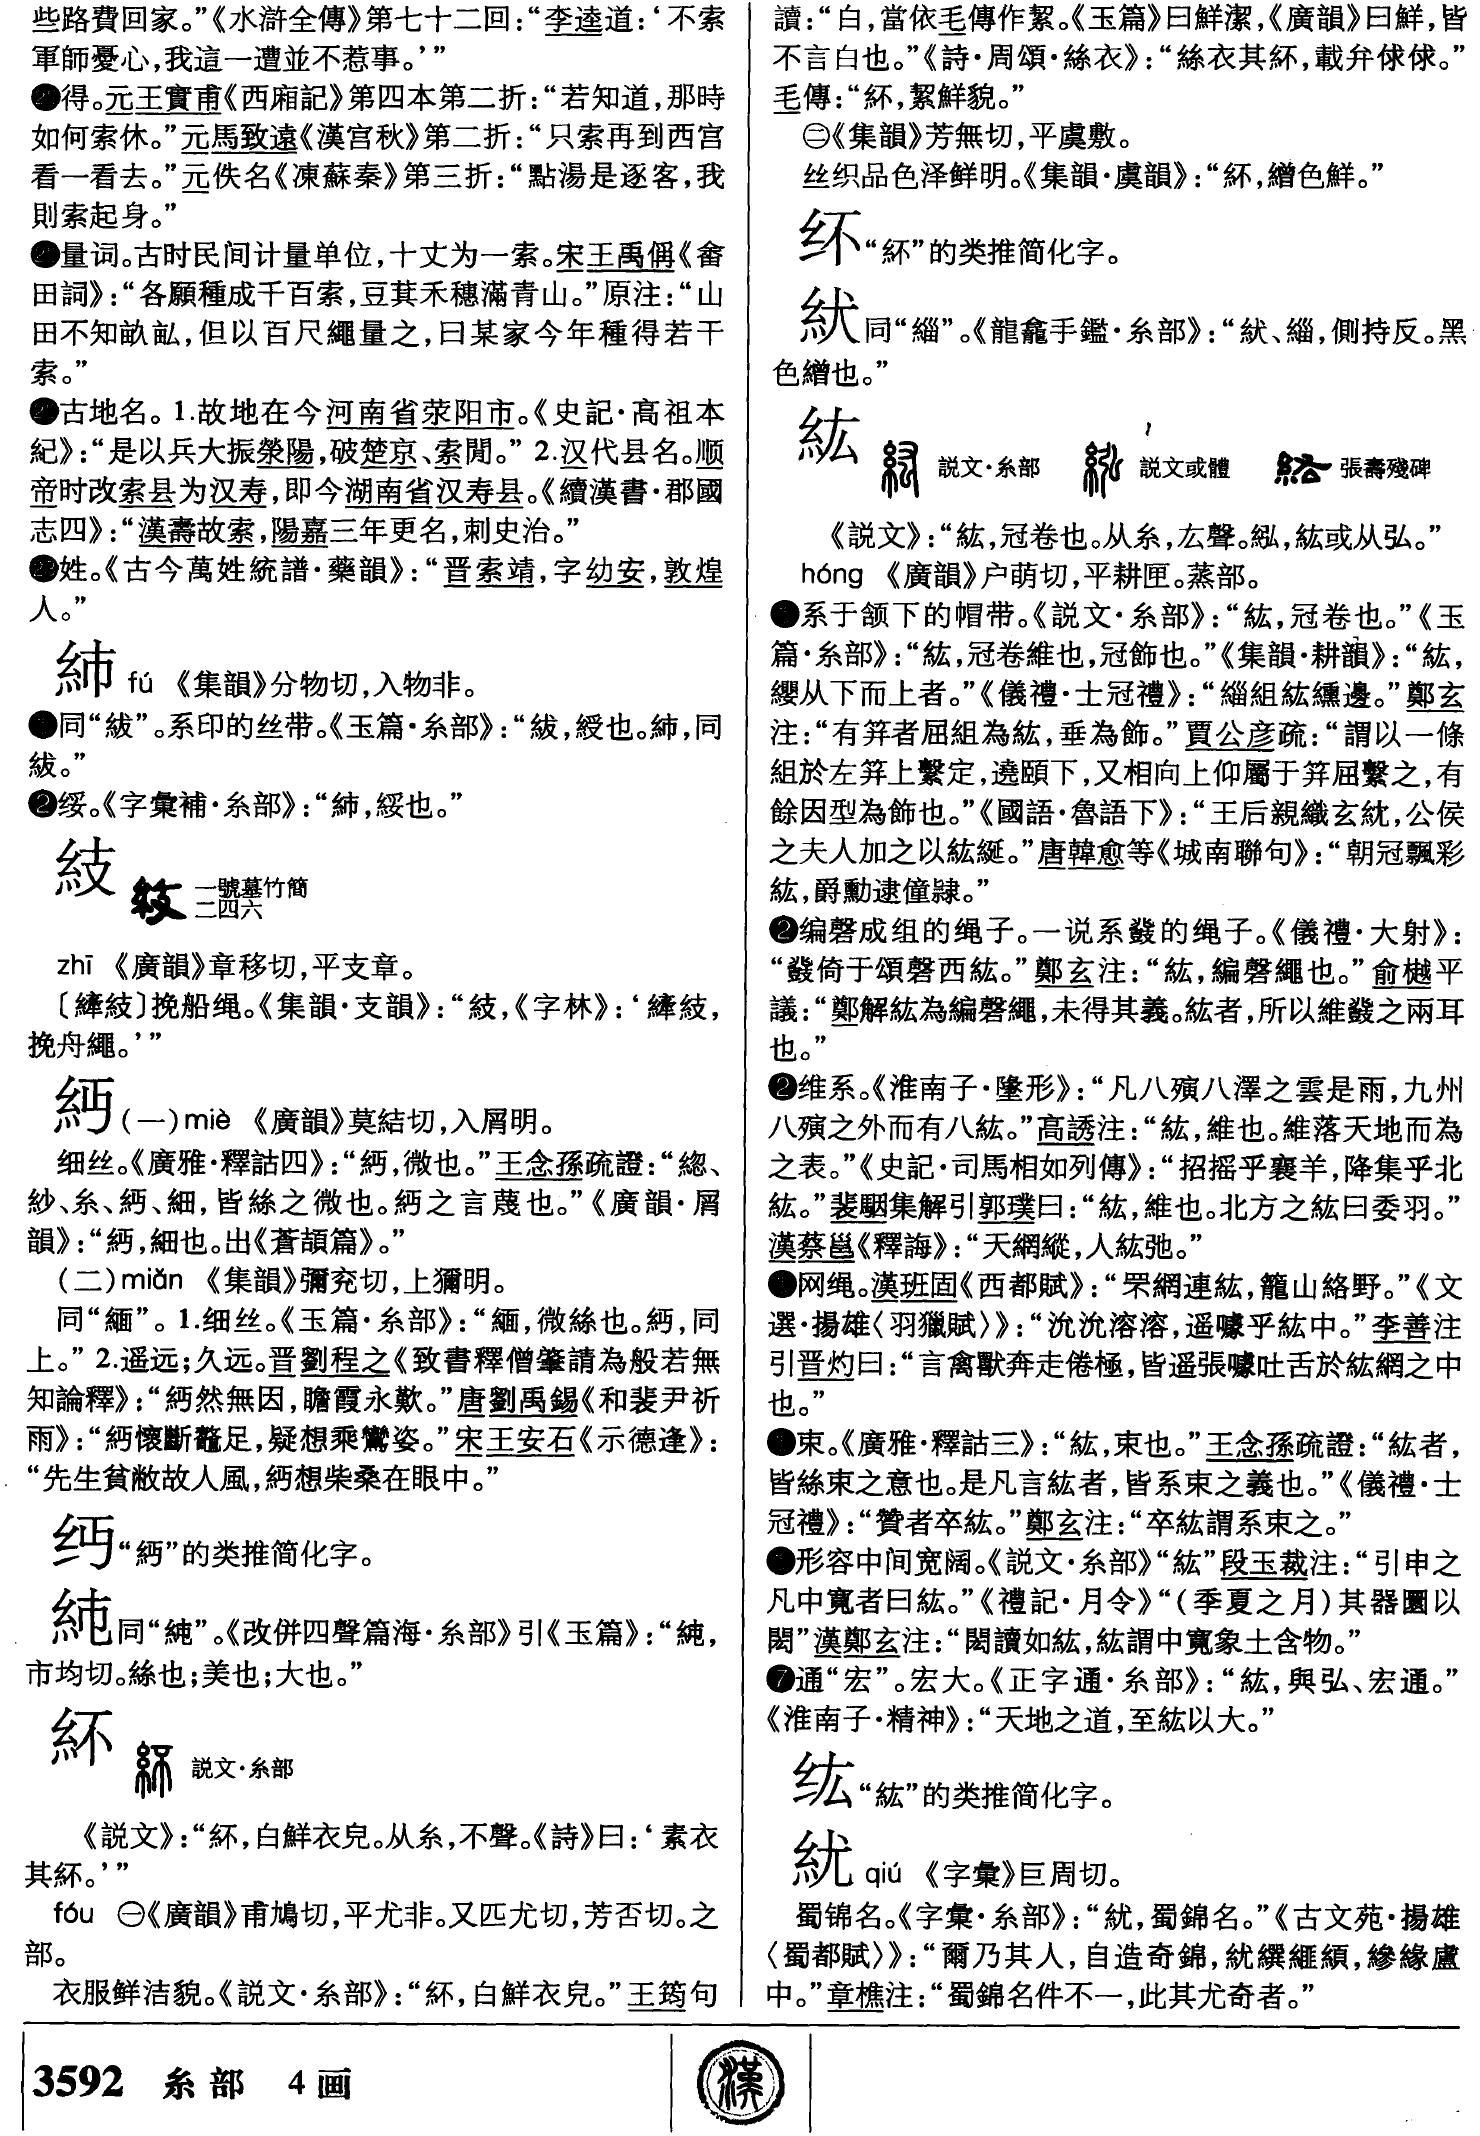 些路費回家。”《水滸全傳》第七十二回：“李逵道：‘不索
軍師憂心，我這一遭並不惹事。’”
得。元王實甫《西廂記》第四本第二折：“若知道，那時
如何索休。”元馬致遠《漢宫秋》第二折：“只索再到西宫
看一看去。”元佚名《凍蘇秦》第三折：“點湯是逐客，我
則索起身。”
量词。古时民间计量单位，十丈为一索。宋王禹偁《畬
田詞》：“各願種成千百索，豆萁禾穗滿青山。”原注：“山
田不知畝畆，但以百尺繩量之，曰某家今年種得若干
索。”
古地名。1.故地在今河南省荥阳市。《史記·高祖本
紀》：“是以兵大振滎陽，破楚京、索閒。”2.汉代县名。顺
帝时改索县为汉寿，即今湖南省汉寿县。《續漢書·郡國
志四》：“漢壽故索，陽嘉三年更名，刺史治。”
姓。《古今萬姓統譜·藥韻》：“晋索靖，字幼安，敦煌
人。”
紼 fú 《集韻》分物切，入物非。
❶同“紱”。系印的丝带。《玉篇·糸部》：“紱，綬也。䋀，同
紱。”
❷绥。《字彙補·糸部》：“䋀，綏也。”
䊼 一號墓竹簡
二四六
zhī 《廣韻》章移切，平支章。
〔䋾䊼〕挽船绳。《集韻·支韻》：“䊼，《字林》：‘䋾䊼，
挽舟繩。’”
䋛 (一)miè 《廣韻》莫結切，入屑明。
细丝。《廣雅·釋詁四》：“䋛，微也。”王念孫疏證：“緫、
紗、糸、䋛、細，皆絲之微也。䋛之言蔑也。”《廣韻·屑
韻》：“䋛，細也。出《蒼頡篇》。”
(二)miǎn 《集韻》彌兖切，上獮明。
同“緬”。1.细丝。《玉篇·糸部》：“緬，微絲也。䋛，同
上。”2.遥远；久远。晋劉程之《致書釋僧肇請為般若無
知論釋》：“䋛然無因，瞻霞永歎。”唐劉禹錫《和裴尹祈
雨》：“䋛懷斷鼇足，疑想乘鸞姿。”宋王安石《示德逢》：
“先生貧敝故人風，䋛想柴桑在眼中。”
“䋛”的类推简化字。
同“純”。《改併四聲篇海·糸部》引《玉篇》：“純，
市均切。絲也；美也；大也。”
紑 説文·糸部
《説文》：“紑，白鮮衣皃。从糸，不聲。《詩》曰：‘素衣
其紑。’”
fóu ㊀《廣韻》甫鳩切，平尤非。又匹尤切，芳否切。之
部。
衣服鲜洁貌。《説文·糸部》：“紑，白鮮衣皃。”王筠句
讀：“白，當依毛傳作絜。《玉篇》曰鮮潔，《廣韻》曰鮮，皆
不言白也。”《詩·周頌·絲衣》：“絲衣其紑，載弁俅俅。”
毛傳：“紑，絜鮮貌。”
㊁《集韻》芳無切，平虞敷。
丝织品色泽鲜明。《集韻·虞韻》：“紑，繒色鮮。”
“紑”的类推简化字。
紎同“緇”。《龍龕手鑑·糸部》：“紎、緇，側持反。黑
色繒也。”
紘 説文·糸部 説文或體 張壽殘碑
《説文》：“紘，冠卷也。从糸，厷聲。紭，紘或从弘。”
hóng 《廣韻》户萌切，平耕匣。蒸部。
❶系于颔下的帽带。《説文·糸部》：“紘，冠卷也。”《玉
篇·糸部》：“紘，冠卷維也，冠飾也。”《集韻·耕韻》：“紘，
纓从下而上者。”《儀禮·士冠禮》：“緇組紘纁邊。”鄭玄
注：“有笄者屈組為紘，垂為飾。”賈公彦疏：“謂以一條
組於左笄上繫定，遶頤下，又相向上仰屬于笄屈繫之，有
餘因型為飾也。”《國語·魯語下》：“王后親織玄紞，公侯
之夫人加之以紘綖。”唐韓愈等《城南聯句》：“朝冠飄彩
紘，爵勳逮僮隷。”
❷编磬成组的绳子。一说系鼗的绳子。《儀禮·大射》：
“鼗倚于頌磬西紘。”鄭玄注：“紘，編磬繩也。”俞樾平
議：“鄭解紘為編磬繩，未得其義。紘者，所以維鼗之兩耳
也。”
❷维系。《淮南子·墬形》：“凡八殥八澤之雲是雨，九州
八殥之外而有八紘。”高誘注：“紘，維也。維落天地而為
之表。”《史記·司馬相如列傳》：“招摇乎襄羊，降集乎北
紘。”裴駰集解引郭璞曰：“紘，維也。北方之紘曰委羽。”
漢蔡邕《釋誨》：“天網縱，人紘弛。”
网绳。漢班固《西都賦》：“罘網連紘，籠山絡野。”《文
選·揚雄〈羽獵賦〉》：“沇沇溶溶，遥噱乎紘中。”李善注
引晋灼曰：“言禽獸奔走倦極，皆遥張噱吐舌於紘網之中
也。”
束。《廣雅·釋詁三》：“紘，束也。”王念孫疏證：“紘者，
皆絲束之意也。是凡言紘者，皆系束之義也。”《儀禮·士
冠禮》：“贊者卒紘。”鄭玄注：“卒紘謂系束之。”
形容中间宽阔。《説文·糸部》“紘”段玉裁注：“引申之
凡中寬者曰紘。”《禮記·月令》“(季夏之月)其器圜以
閎”漢鄭玄注：“閎讀如紘，紘謂中寬象土含物。”
❼通“宏”。宏大。《正字通·糸部》：“紘，與弘、宏通。”
《淮南子·精神》：“天地之道，至紘以大。”
纮“紘”的类推简化字。
紌 qiú 《字彙》巨周切。
蜀锦名。《字彙·糸部》：“紌，蜀錦名。”《古文苑·揚雄
〈蜀都賦〉》：“爾乃其人，自造奇錦，紌繏緸𦂌，縿緣盧
中。”章樵注：“蜀錦名件不一，此其尤奇者。”
3592 糸部 4画
漢